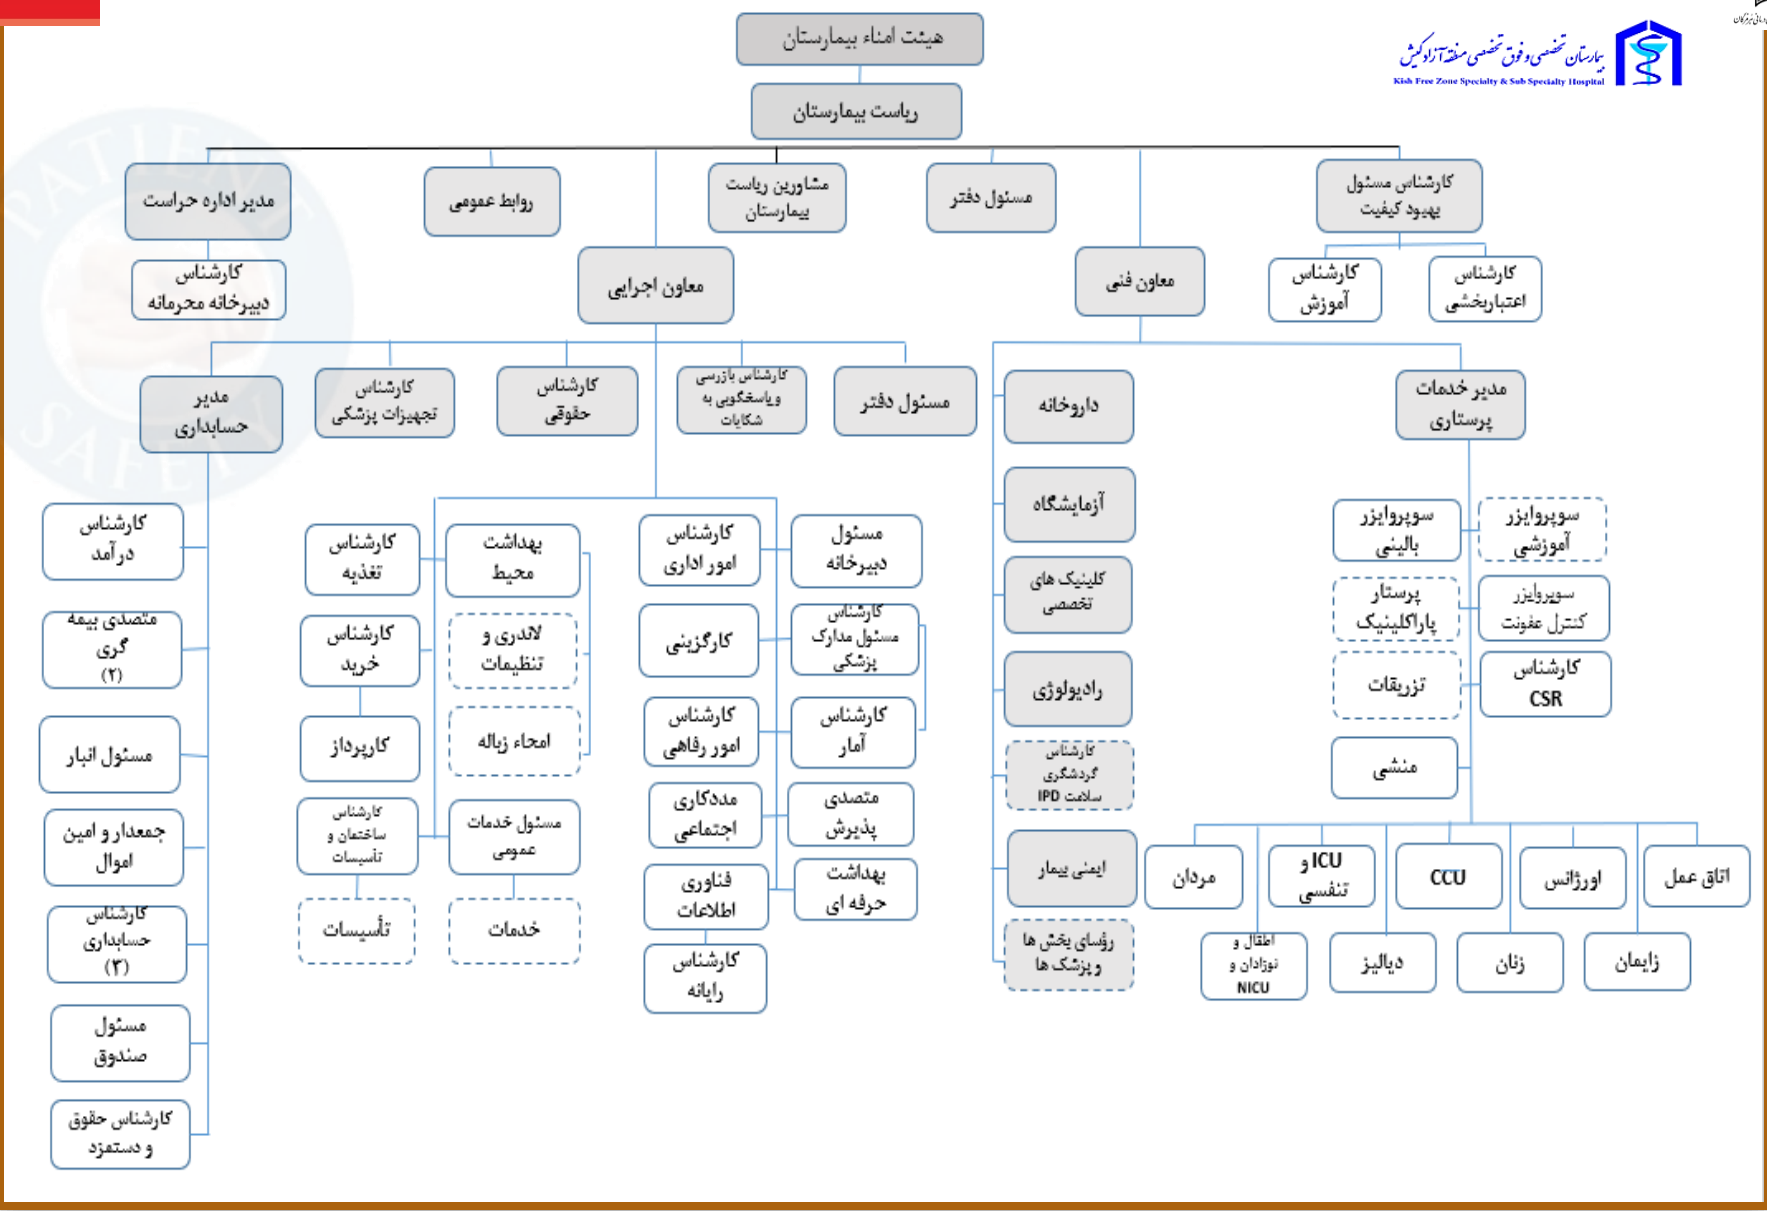 هیئت امناء بیمارستان
بیمارستان تخصصی و فوق تخصصی منطقه آزاد کیش
Kish Free Zone Specialty & Sub Specialty Hospital
ریاست بیمارستان
کارشناس مسئول
بهبود کیفیت
مسئول دفتر
مشاورین ریاست
بیمارستان
روابط عمومی
مدیر اداره حراست
کارشناس
اعتباربخشی
کارشناس
آموزش
معاون فنی
معاون اجرایی
کارشناس
دبیرخانه محرمانه
PATIENT
SAFETY
مدیر خدمات
پرستاری
داروخانه
آزمایشگاه
کلینیک های
تخصصی
رادیولوژی
کارشناس
گردشگری
سلامت IPD
ایمنی بیمار
رؤسای بخش ها
و پزشک ها
سوپروایزر
آموزشی
سوپروایزر
بالینی
سوپروایزر
کنترل عفونت
پرستار
پاراکلینیک
کارشناس
CSR
تزریقات
منشی
اتاق عمل
اورژانس
CCU
ICU و
تنفسی
مردان
زایمان
زنان
دیالیز
اطفال و
نوزادان و
NICU
مسئول دفتر
کارشناس بازرسی
و پاسخگویی به
شکایات
کارشناس
حقوقی
کارشناس
تجهیزات پزشکی
مدیر
حسابداری
مسئول
دبیرخانه
کارشناس
امور اداری
کارشناس
مسئول مدارک
پزشکی
کارگزینی
کارشناس
آمار
کارشناس
امور رفاهی
متصدی
پذیرش
مددکاری
اجتماعی
بهداشت
حرفه ای
فناوری
اطلاعات
کارشناس
رایانه
بهداشت
محیط
کارشناس
تغذیه
لاندری و
تنظیمات
کارشناس
خرید
امحاء زباله
کارپرداز
مسئول خدمات
عمومی
کارشناس
ساختمان و
تأسیسات
خدمات
تأسیسات
کارشناس
درآمد
متصدی بیمه
گری
(۲)
مسئول انبار
جمعدار و امین
اموال
کارشناس
حسابداری
(۳)
مسئول
صندوق
کارشناس حقوق
و دستمزد